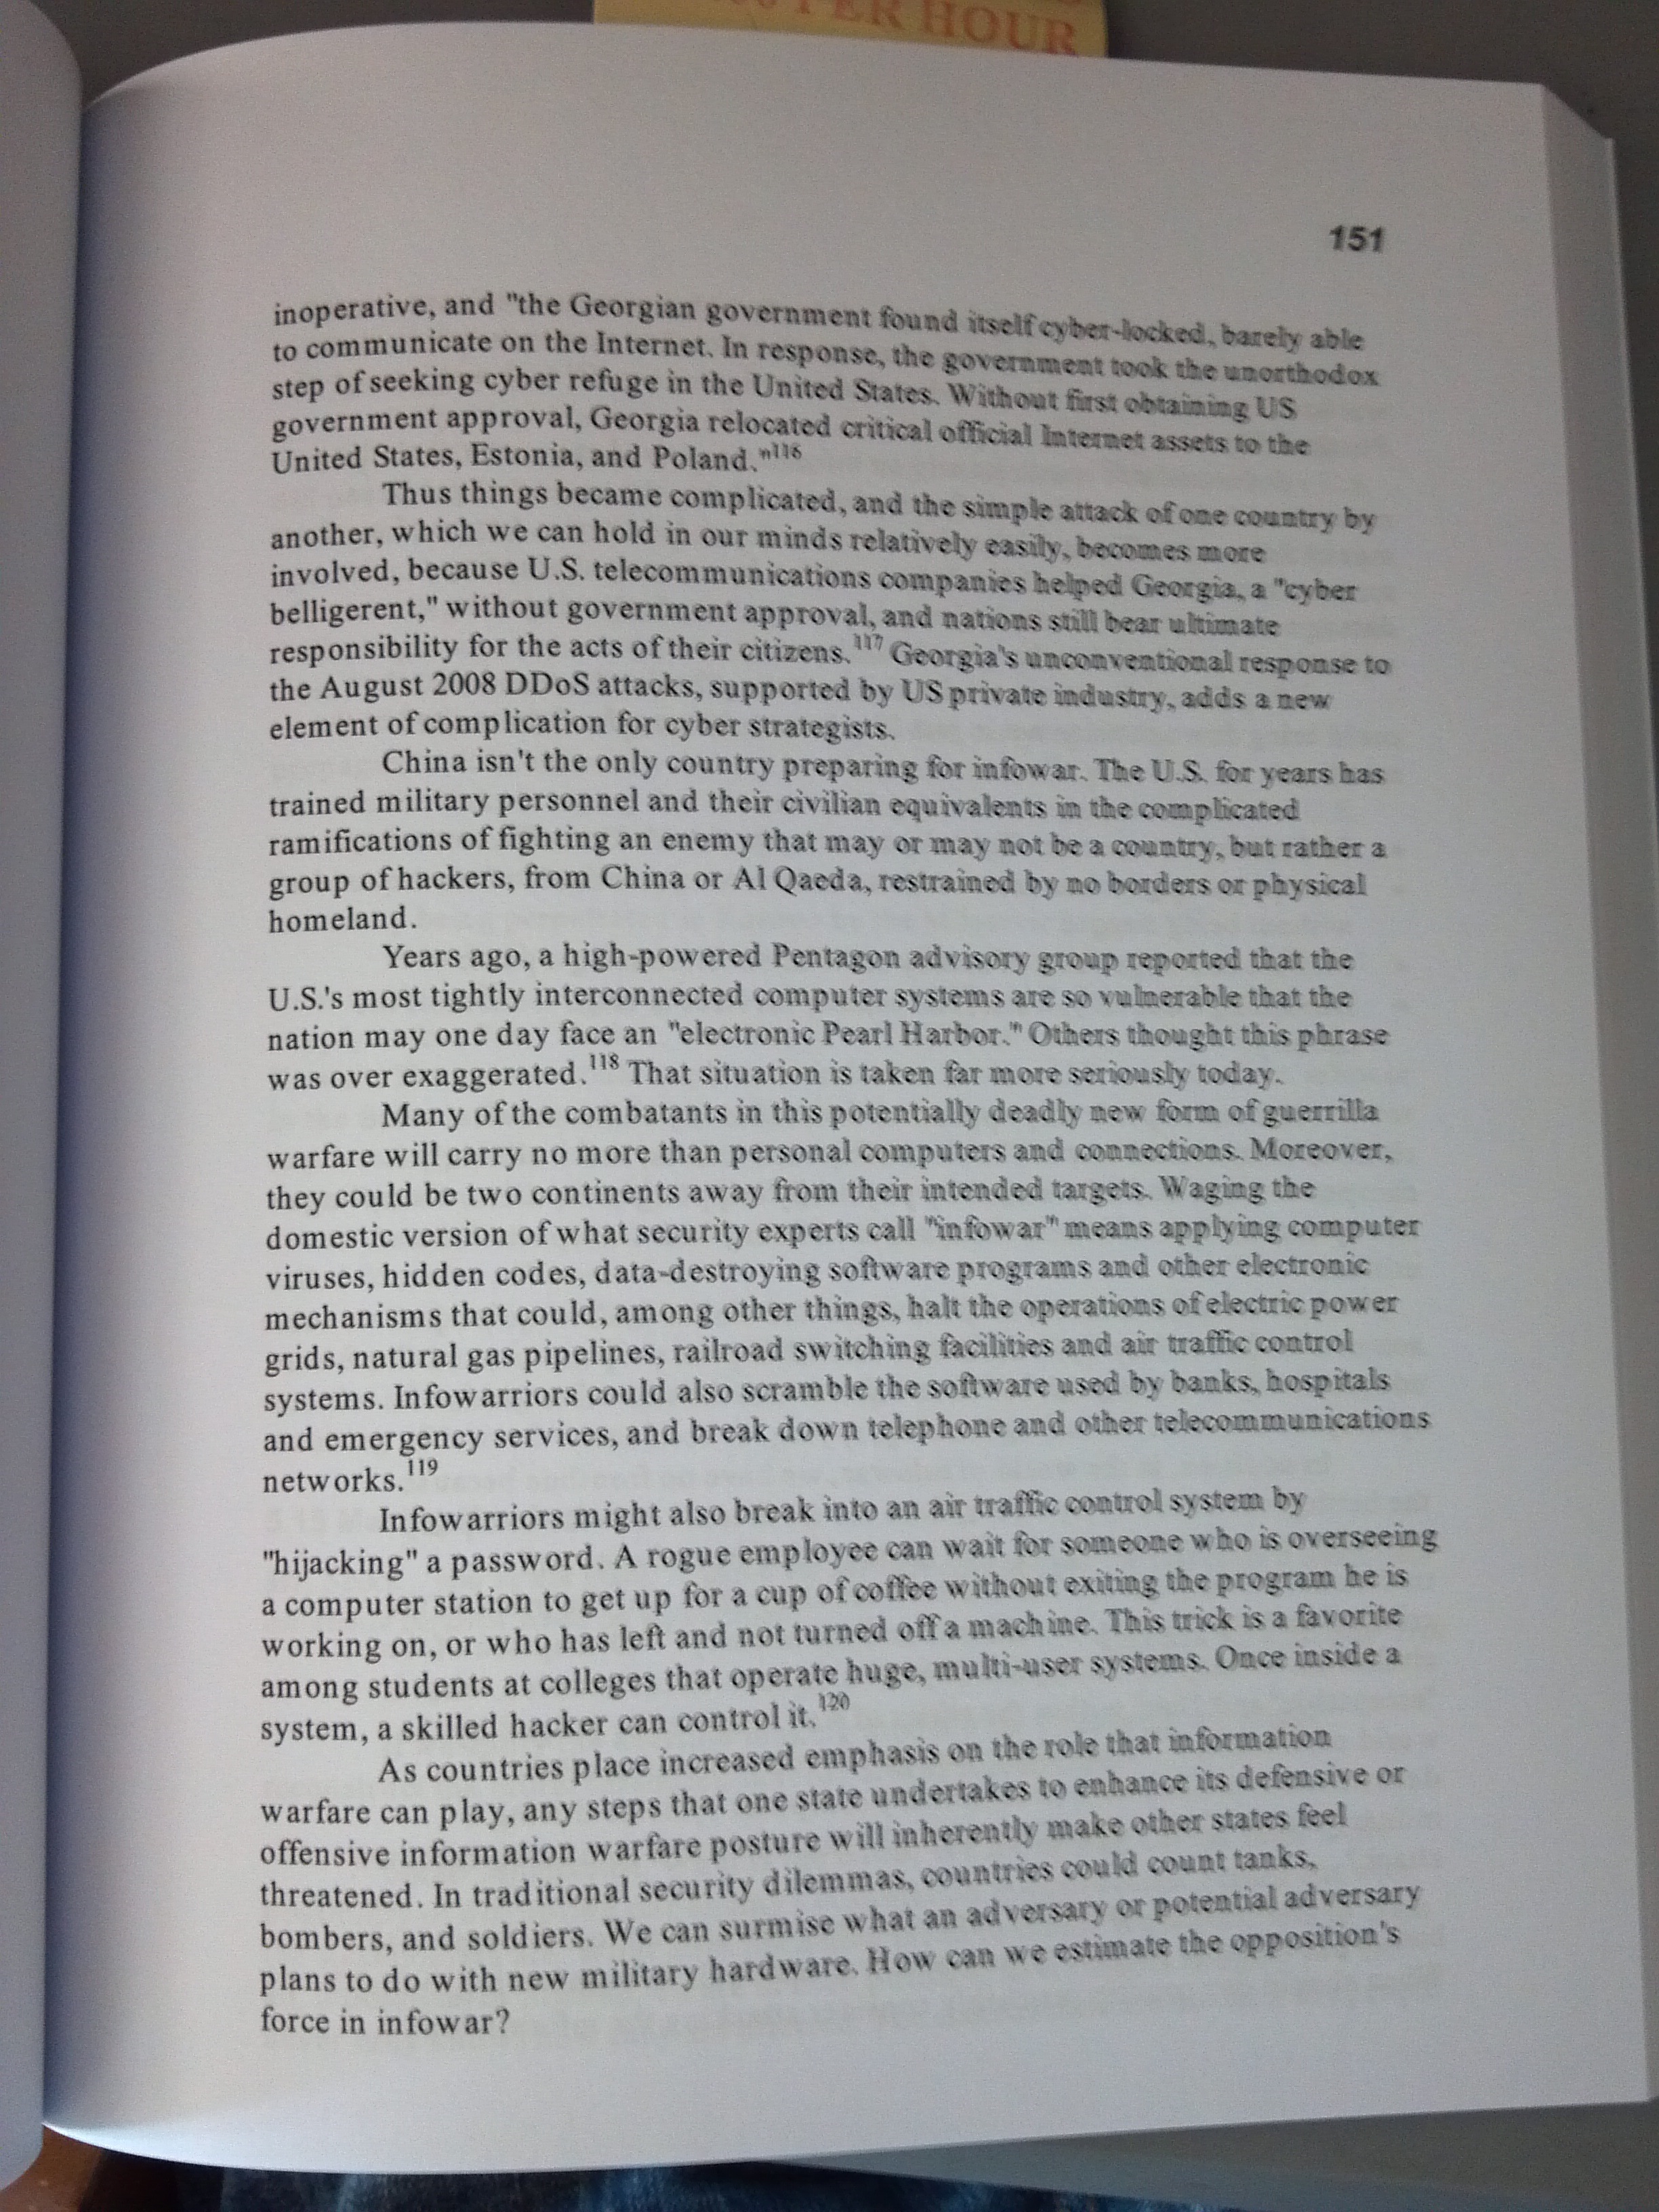 PER HOUR
151
inoperative, and "the Georgian government found itself cyber-locked, barely able
to communicate on the Internet. In response, the government took the unorthodox
step of seeking cyber refuge in the United States. Without first obtaining US
government approval, Georgia relocated critical official Internet assets to the
United States, Estonia, and Poland."116
Thus things became complicated, and the simple attack of one country by
another, which we can hold in our minds relatively easily, becomes more
involved, because U.S. telecommunications companies helped Georgia, a "cyber
belligerent," without government approval, and nations still bear ultimate
responsibility for the acts of their citizens.117 Georgia's unconventional response to
the August 2008 DDoS attacks, supported by US private industry, adds a new
element of complication for cyber strategists.
China isn't the only country preparing for infowar. The U.S. for years has
trained military personnel and their civilian equivalents in the complicated
ramifications of fighting an enemy that may or may not be a country, but rather a
group of hackers, from China or Al Qaeda, restrained by no borders or physical
homeland.
Years ago, a high-powered Pentagon advisory group reported that the
U.S.'s most tightly interconnected computer systems are so vulnerable that the
nation may one day face an "electronic Pearl Harbor." Others thought this phrase
was over exaggerated.118 That situation is taken far more seriously today.
Many of the combatants in this potentially deadly new form of guerrilla
warfare will carry no more than personal computers and connections. Moreover,
they could be two continents away from their intended targets. Waging the
domestic version of what security experts call "infowar" means applying computer
viruses, hidden codes, data-destroying software programs and other electronic
mechanisms that could, among other things, halt the operations of electric power
grids, natural gas pipelines, railroad switching facilities and air traffic control
systems. Infowarriors could also scramble the software used by banks, hospitals
and emergency services, and break down telephone and other telecommunications
networks.119
Infowarriors might also break into an air traffic control system by
"hijacking" a password. A rogue employee can wait for someone who is overseeing
a computer station to get up for a cup of coffee without exiting the program he is
working on, or who has left and not turned off a machine. This trick is a favorite
among students at colleges that operate huge, multi-user systems. Once inside a
system, a skilled hacker can control it.120
As countries place increased emphasis on the role that information
warfare can play, any steps that one state undertakes to enhance its defensive or
offensive information warfare posture will inherently make other states feel
threatened. In traditional security dilemmas, countries could count tanks,
bombers, and soldiers. We can surmise what an adversary or potential adversary
plans to do with new military hardware. How can we estimate the opposition's
force in infowar?